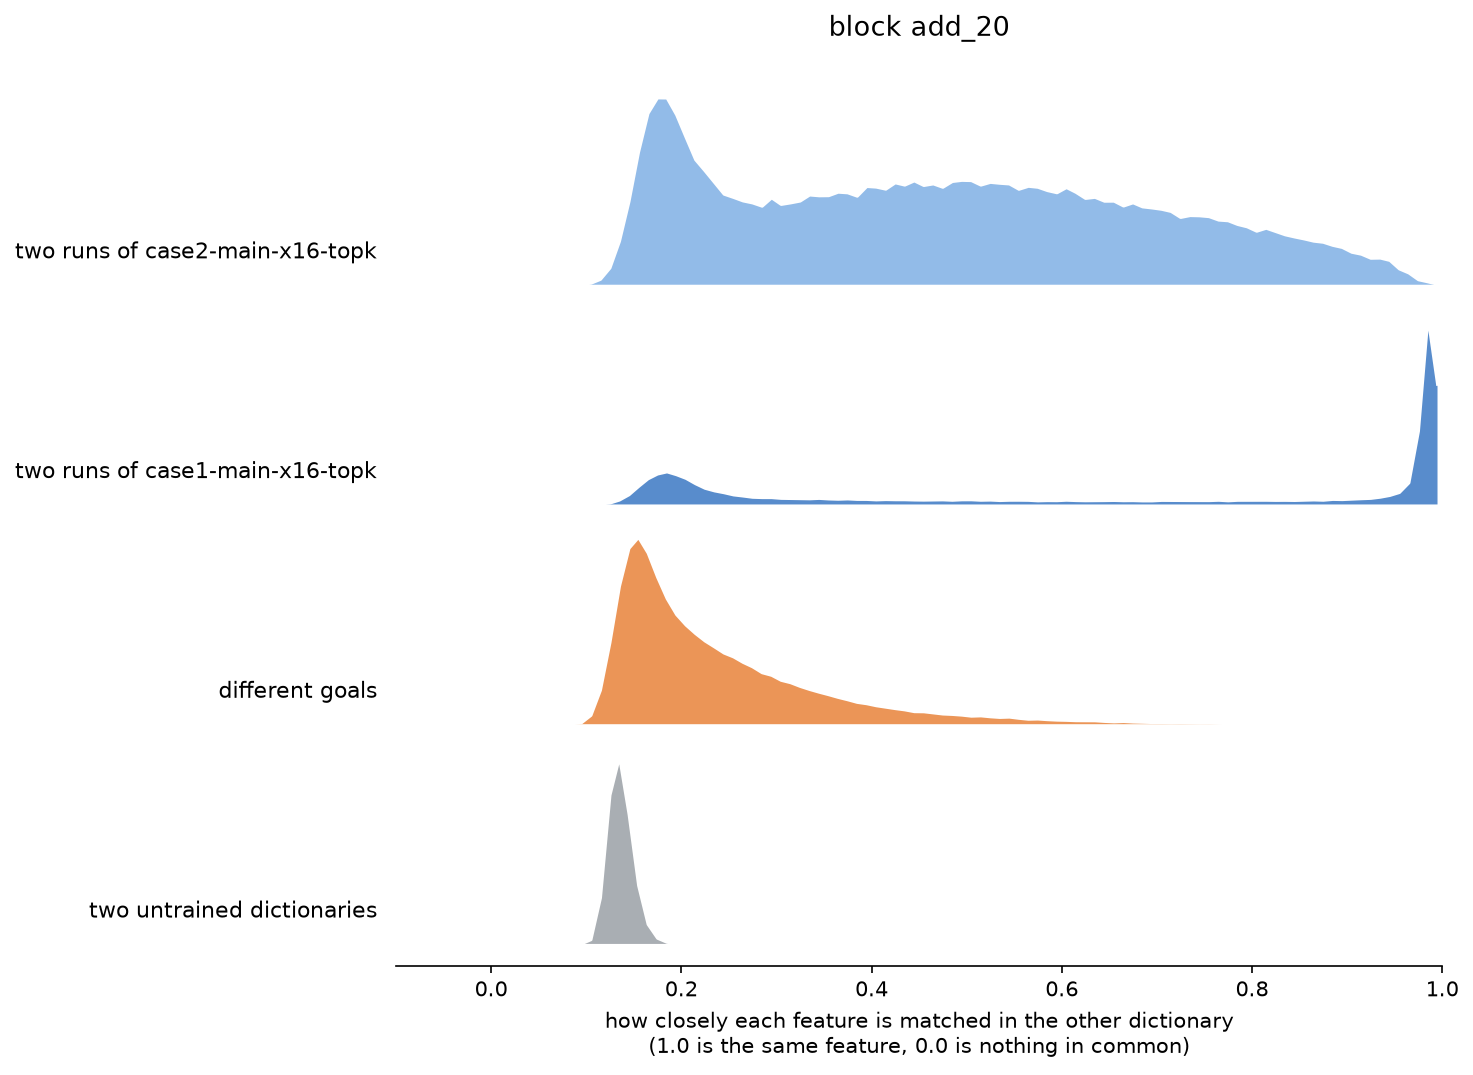 block add_20
two runs of case2-main-x16-topk
two runs of case1-main-x16-topk
different goals
two untrained dictionaries
0.0 0.2 0.4 0.6 0.8 1.0
how closely each feature is matched in the other dictionary
(1.0 is the same feature, 0.0 is nothing in common)